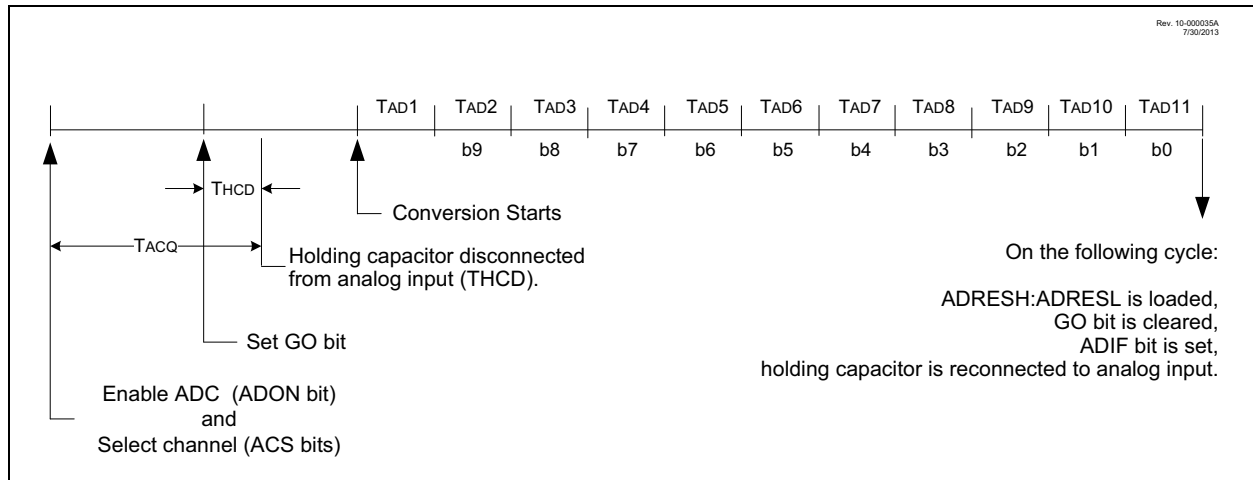 Rev. 10-000035A
7/30/2013
TAD1 TAD2 TAD3 TAD4 TAD5 TAD6 TAD7 TAD8 TAD9 TAD10 TAD11
b9 b8 b7 b6 b5 b4 b3 b2 b1 b0
THCD
Conversion Starts
TACQ
Holding capacitor disconnected
from analog input (THCD).
Set GO bit
Enable ADC (ADON bit)
and
Select channel (ACS bits)
On the following cycle:
ADRESH:ADRESL is loaded,
GO bit is cleared,
ADIF bit is set,
holding capacitor is reconnected to analog input.